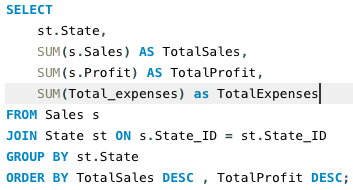 SELECT
st.State,
SUM(s.Sales) AS TotalSales,
SUM(s.Profit) AS TotalProfit,
SUM(Total_expenses) as TotalExpenses
FROM Sales s
JOIN State st ON s.State_ID = st.State_ID
GROUP BY st.State
ORDER BY TotalSales DESC , TotalProfit DESC;